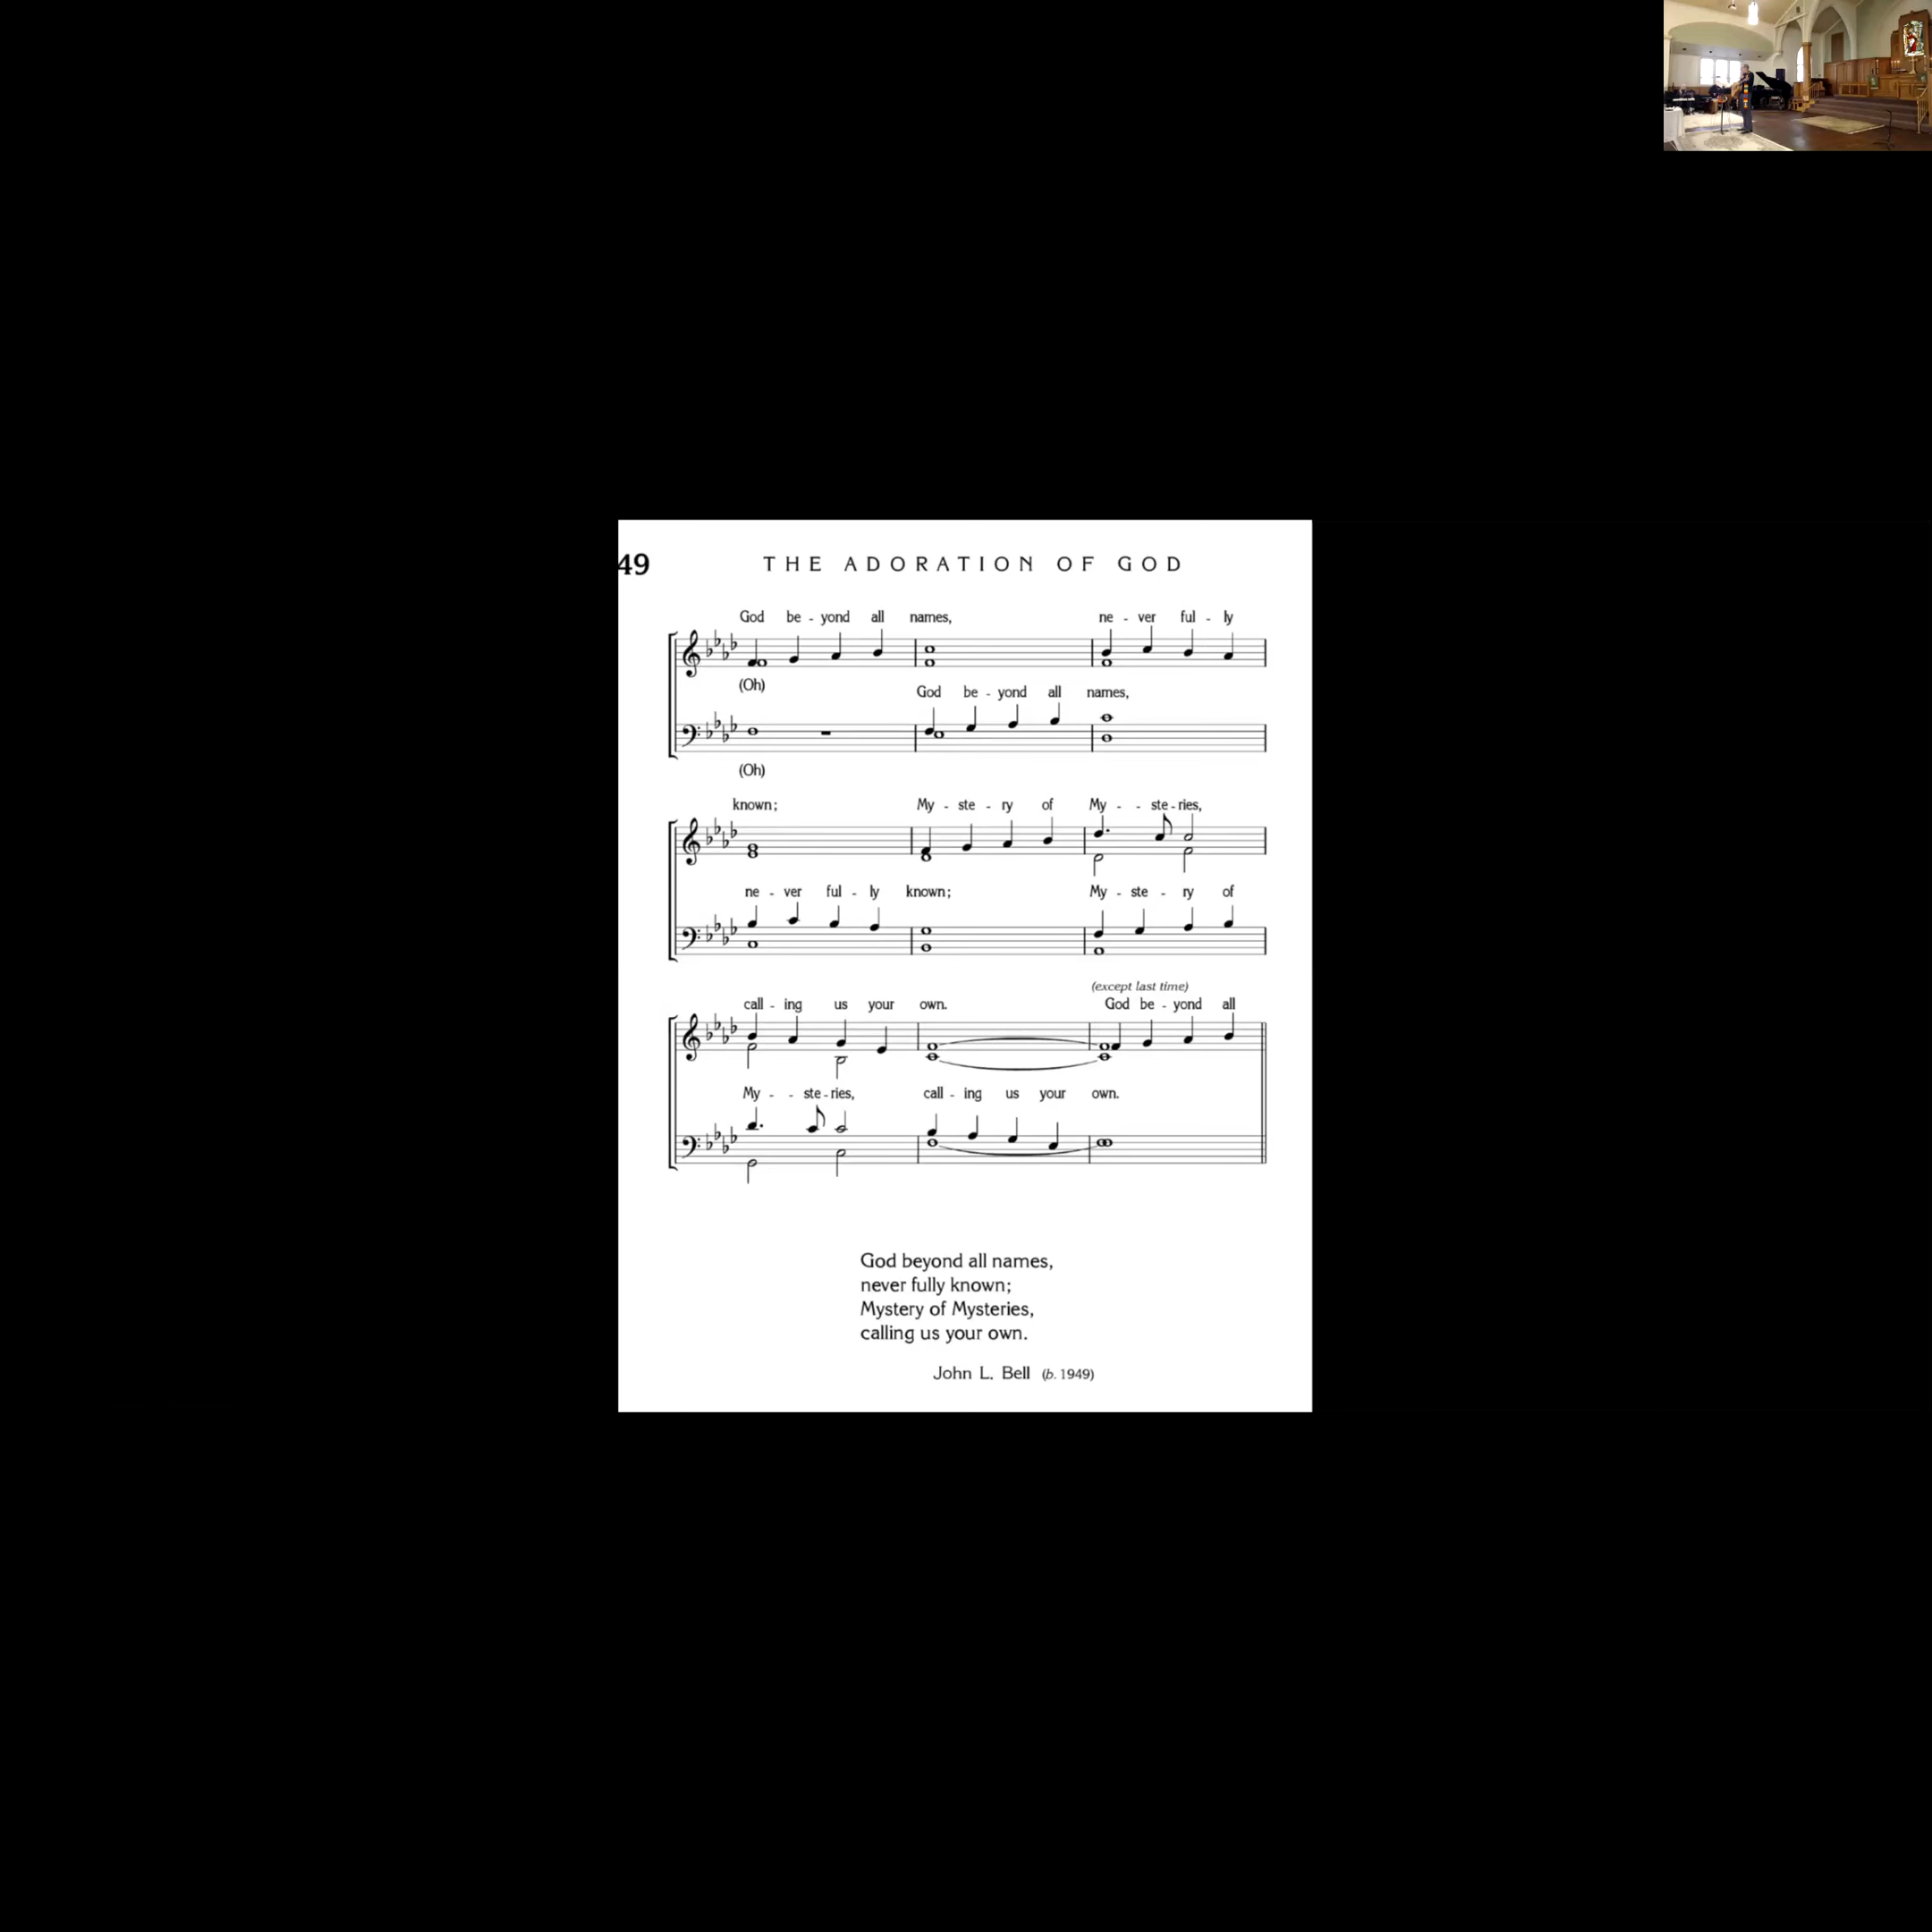 49 THE ADORATION OF GOD
God be - yond all names, ne - ver ful - ly
(Oh)
God be - yond all names,
(Oh)
known; My - ste - ry of My - - ste - ries,
ne - ver ful - ly known; My - ste - ry of
(except last time)
call - ing us your own. God be - yond all
My - - ste - ries, call - ing us your own.
God beyond all names,
never fully known;
Mystery of Mysteries,
calling us your own.
John L. Bell (b. 1949)